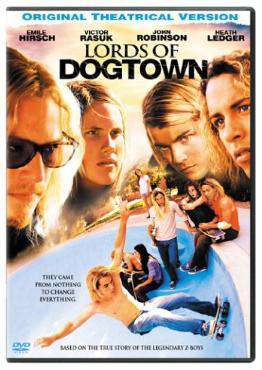 ORIGINAL THEATRICAL VERSION
EMILE HIRSCH
VICTOR RASUK
JOHN ROBINSON
HEATH LEDGER
LORDS OF
DOGTOWN
THEY CAME
FROM NOTHING
TO CHANGE
EVERYTHING.
DVD
BASED ON THE TRUE STORY OF THE LEGENDARY Z-BOYS